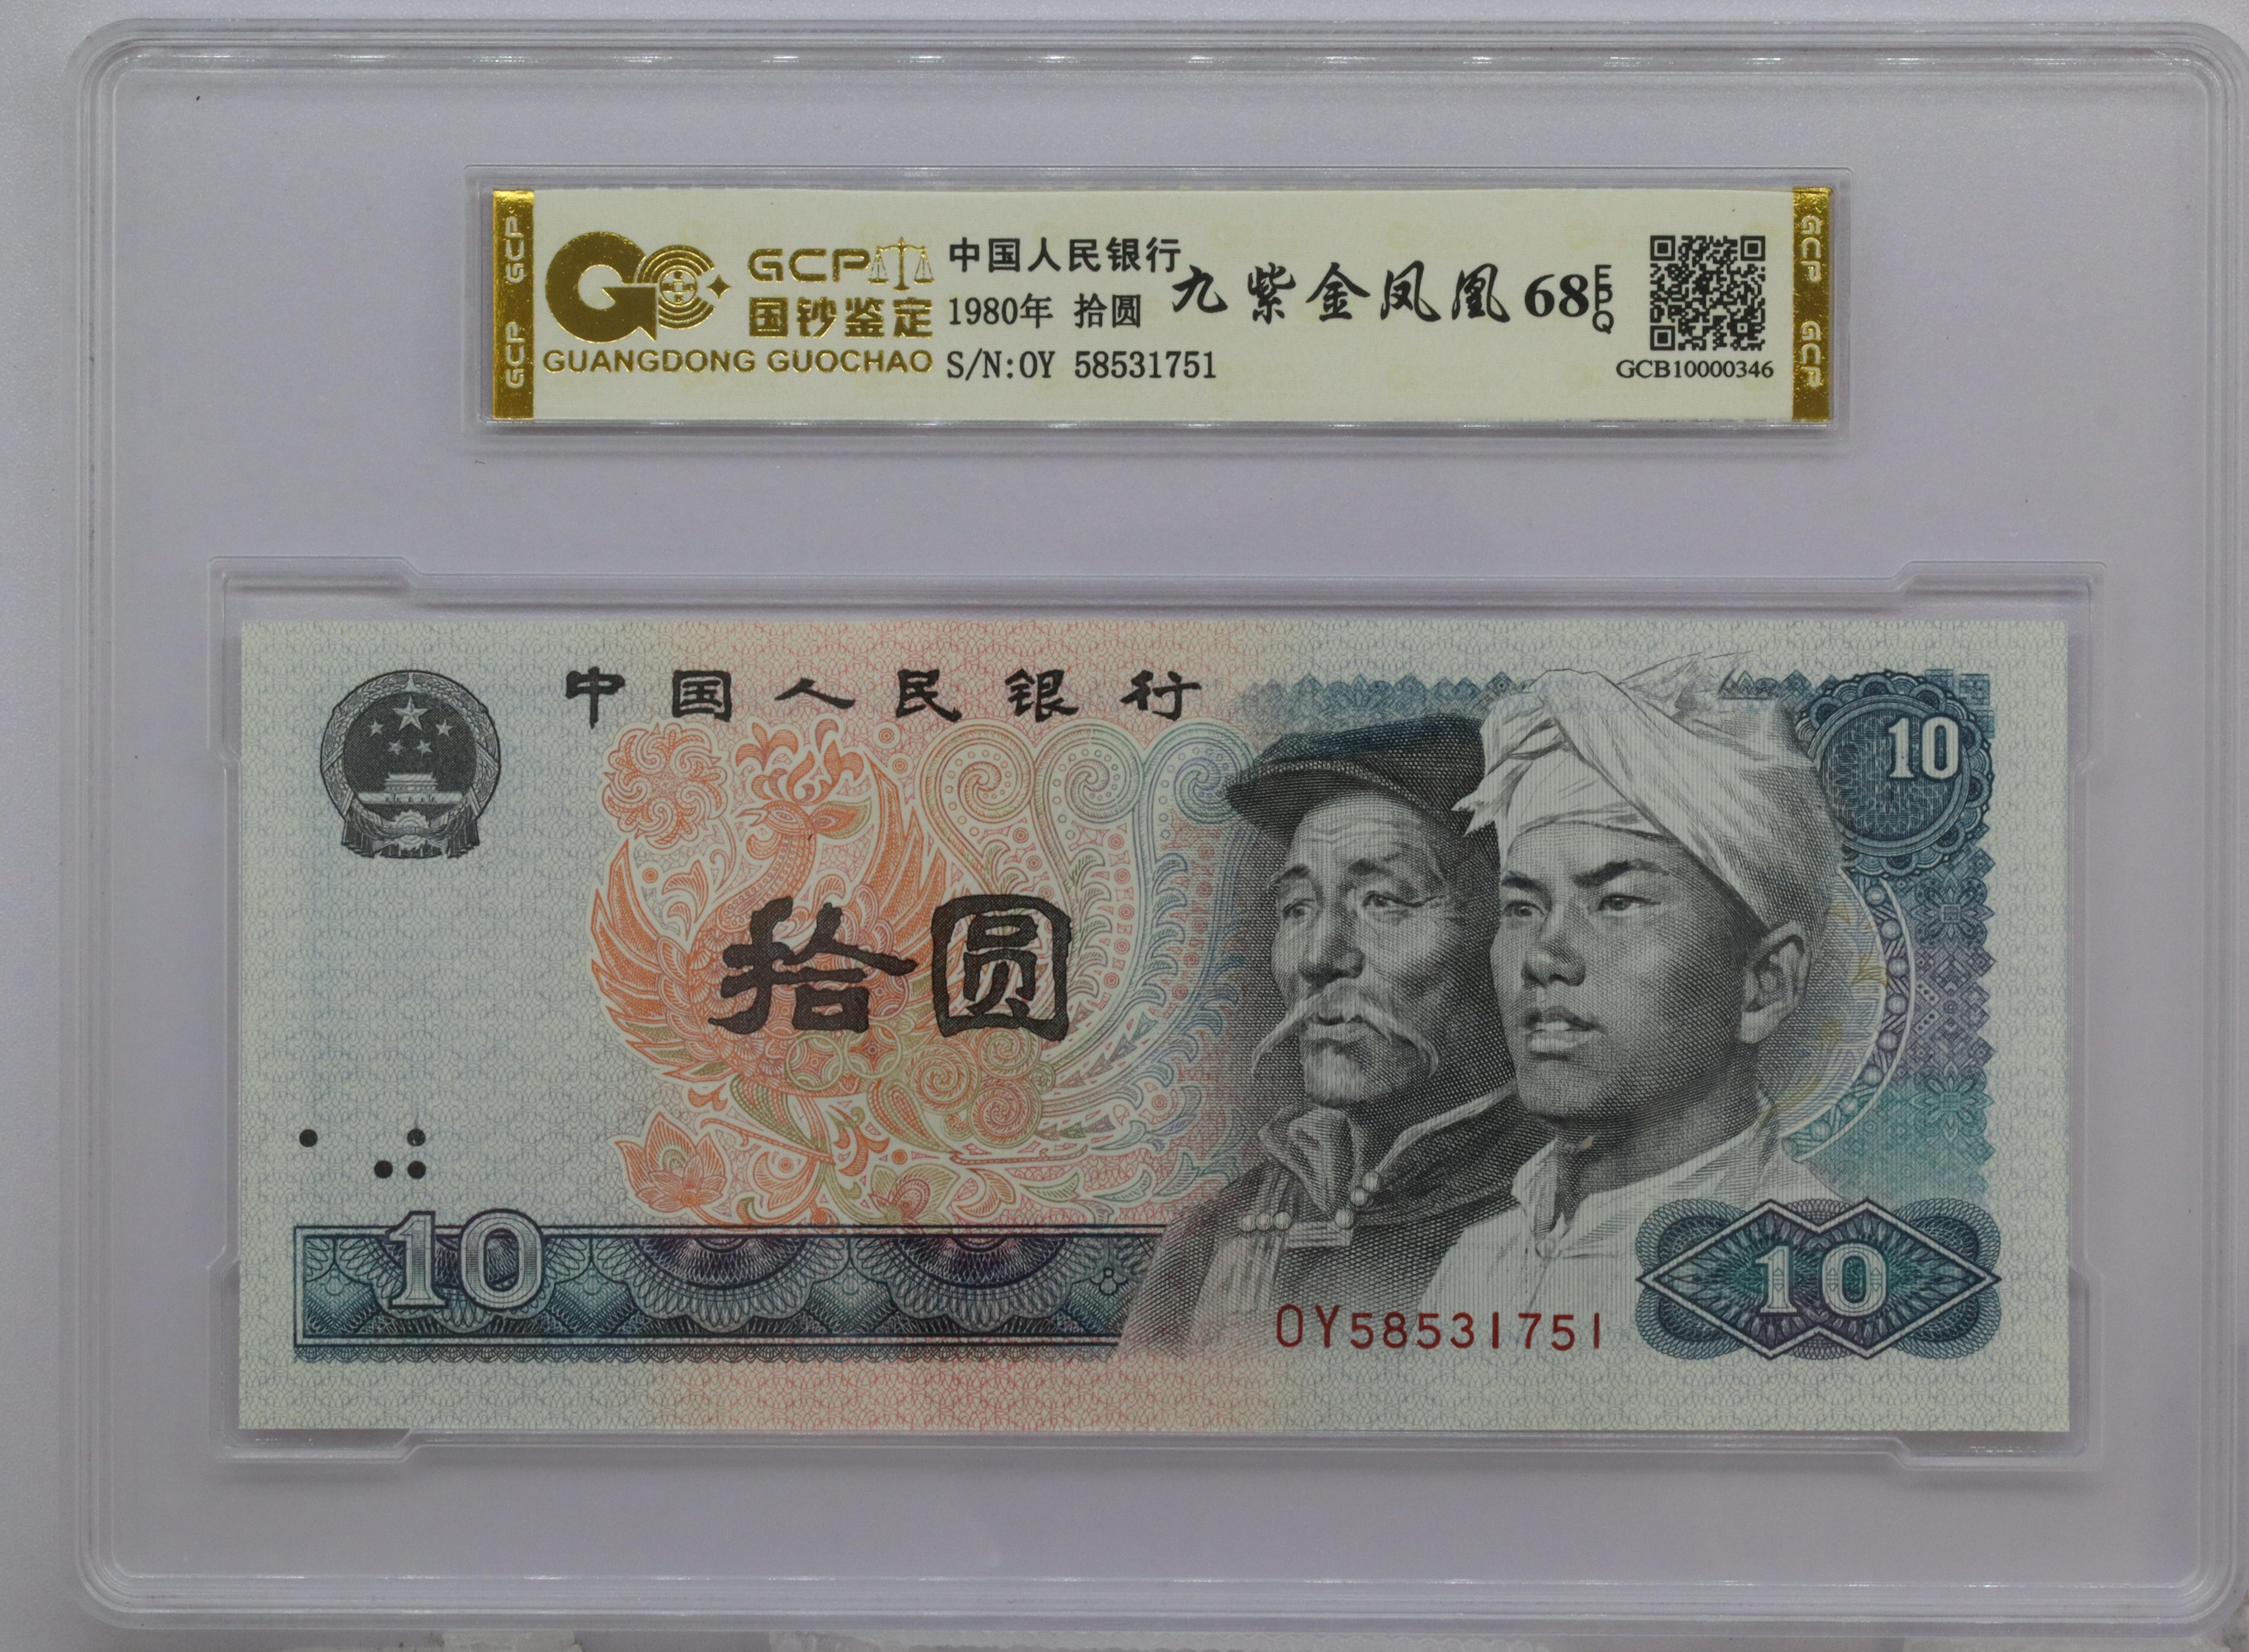 GCP GCP
GCP
国钞鉴定
GUANGDONG GUOCHAO
中国人民银行
1980年 拾圆
S/N:OY 58531751
九紫金凤凰 68 EPQ
GCB10000346
GCP GCP
中国人民银行
10
拾圆
10
OY58531751
10